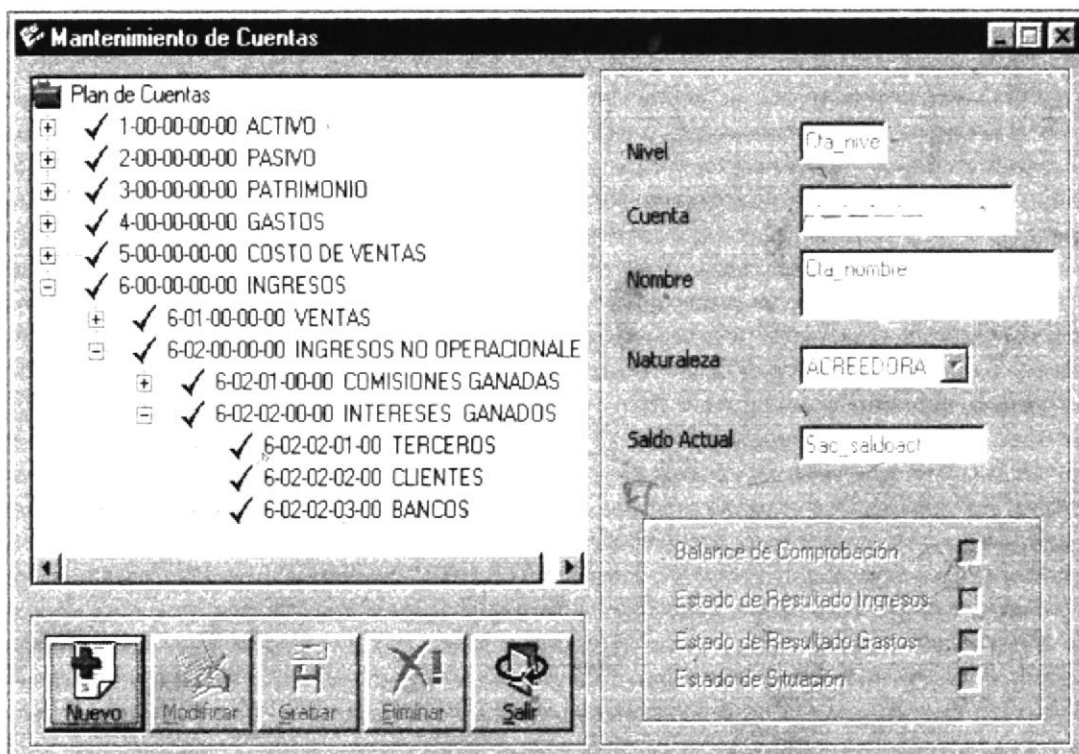 Mantenimiento de Cuentas
Plan de Cuentas
1-00-00-00-00 ACTIVO
2-00-00-00-00 PASIVO
3-00-00-00-00 PATRIMONIO
4-00-00-00-00 GASTOS
5-00-00-00-00 COSTO DE VENTAS
6-00-00-00-00 INGRESOS
6-01-00-00-00 VENTAS
6-02-00-00-00 INGRESOS NO OPERACIONALE
6-02-01-00-00 COMISIONES GANADAS
6-02-02-00-00 INTERESES GANADOS
6-02-02-01-00 TERCEROS
6-02-02-02-00 CLIENTES
6-02-02-03-00 BANCOS
Nuevo Modificar Grabar Eliminar Salir
Nivel Cta_nive
Cuenta
Nombre Cta_nombre
Naturaleza ACREEDORA
Saldo Actual Sac_saldoact
Balance de Comprobación
Estado de Resultado Ingresos
Estado de Resultado Gastos
Estado de Situación